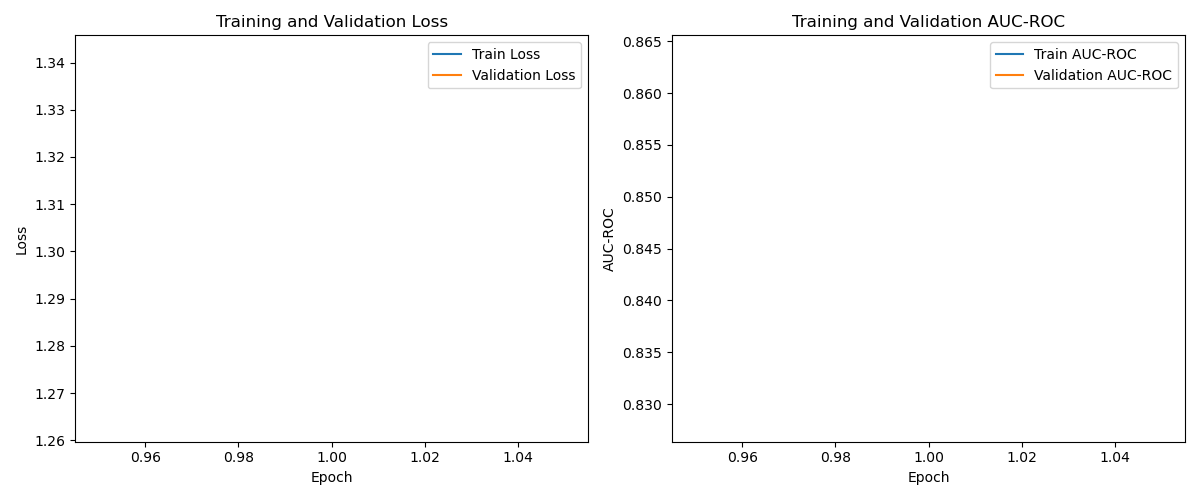 Training and Validation Loss
Train Loss
Validation Loss
1.34
1.33
1.32
1.31
1.30
1.29
1.28
1.27
1.26
Loss
0.96
0.98
1.00
1.02
1.04
Epoch
Training and Validation AUC-ROC
Train AUC-ROC
Validation AUC-ROC
0.865
0.860
0.855
0.850
0.845
0.840
0.835
0.830
AUC-ROC
0.96
0.98
1.00
1.02
1.04
Epoch